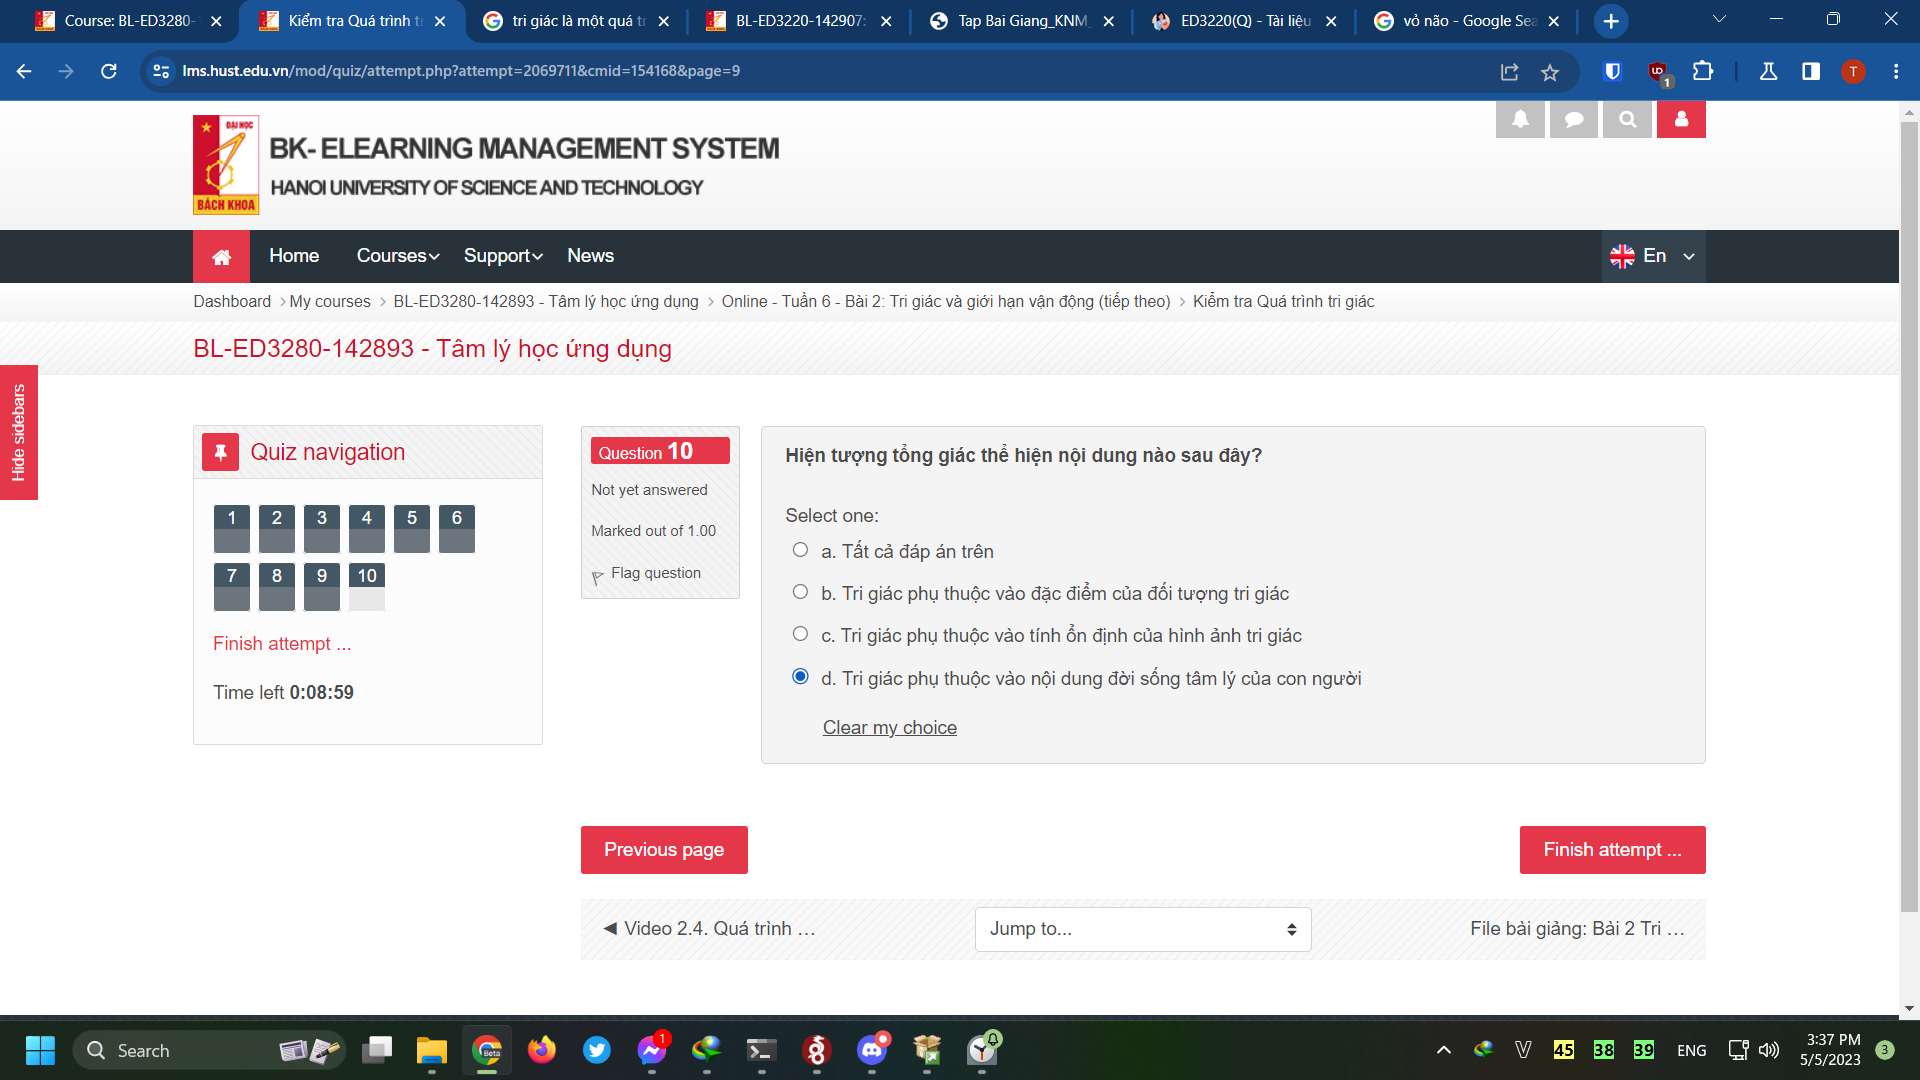 Course: BL-ED3280-
Kiểm tra Quá trình tr
tri giác là một quá tr
BL-ED3220-142907:
Tap Bai Giang_KNM_
ED3220(Q) - Tài liệu
vỏ não - Google Sea
lms.hust.edu.vn/mod/quiz/attempt.php?attempt=2069711&cmid=154168&page=9
1
T
ĐẠI HỌC
BÁCH KHOA
BK- ELEARNING MANAGEMENT SYSTEM
HANOI UNIVERSITY OF SCIENCE AND TECHNOLOGY
Home
Courses
Support
News
En
Dashboard
My courses
BL-ED3280-142893 - Tâm lý học ứng dụng
Online - Tuần 6 - Bài 2: Tri giác và giới hạn vận động (tiếp theo)
Kiểm tra Quá trình tri giác
BL-ED3280-142893 - Tâm lý học ứng dụng
Hide sidebars
Quiz navigation
1 2 3 4 5 6
7 8 9 10
Finish attempt ...
Time left 0:08:59
Question 10
Not yet answered
Marked out of 1.00
Flag question
Hiện tượng tổng giác thể hiện nội dung nào sau đây?
Select one:
a. Tất cả đáp án trên
b. Tri giác phụ thuộc vào đặc điểm của đối tượng tri giác
c. Tri giác phụ thuộc vào tính ổn định của hình ảnh tri giác
d. Tri giác phụ thuộc vào nội dung đời sống tâm lý của con người
Clear my choice
Previous page
Finish attempt ...
◄ Video 2.4. Quá trình …
Jump to...
File bài giảng: Bài 2 Tri …
Search
Beta
1
45
38
39
ENG
3:37 PM
5/5/2023
3